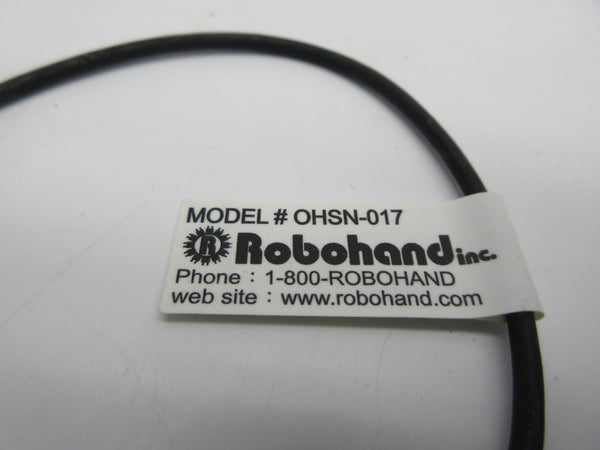 MODEL # OHSN-017
R Robohand inc.
Phone : 1-800-ROBOHAND
web site : www.robohand.com